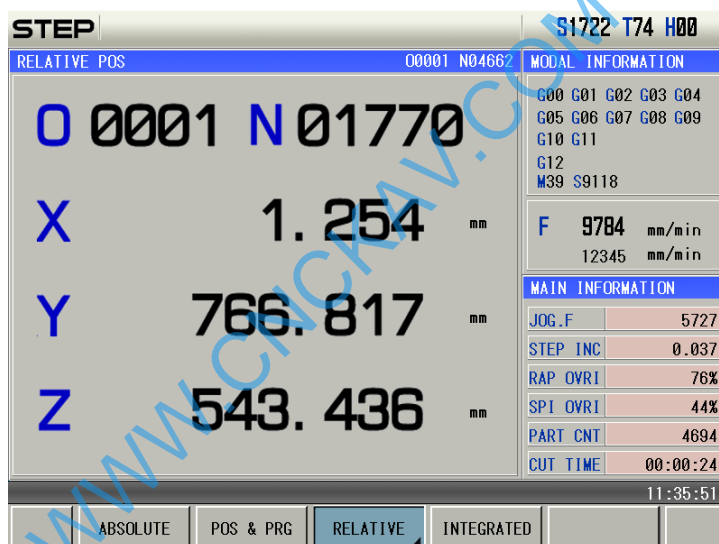 STEP S1722 T74 H00
RELATIVE POS O0001 N04662
O 0001 N 01770
X 1.254 mm
Y 766.817 mm
Z 543.436 mm
MODAL INFORMATION
G00 G01 G02 G03 G04
G05 G06 G07 G08 G09
G10 G11
G12
M39 S9118
F 9784 mm/min
12345 mm/min
MAIN INFORMATION
JOG.F 5727
STEP INC 0.037
RAP OVRI 76%
SPI OVRI 44%
PART CNT 4694
CUT TIME 00:00:24
11:35:51
ABSOLUTE POS & PRG RELATIVE INTEGRATED
WWW.CNCKAV.COM